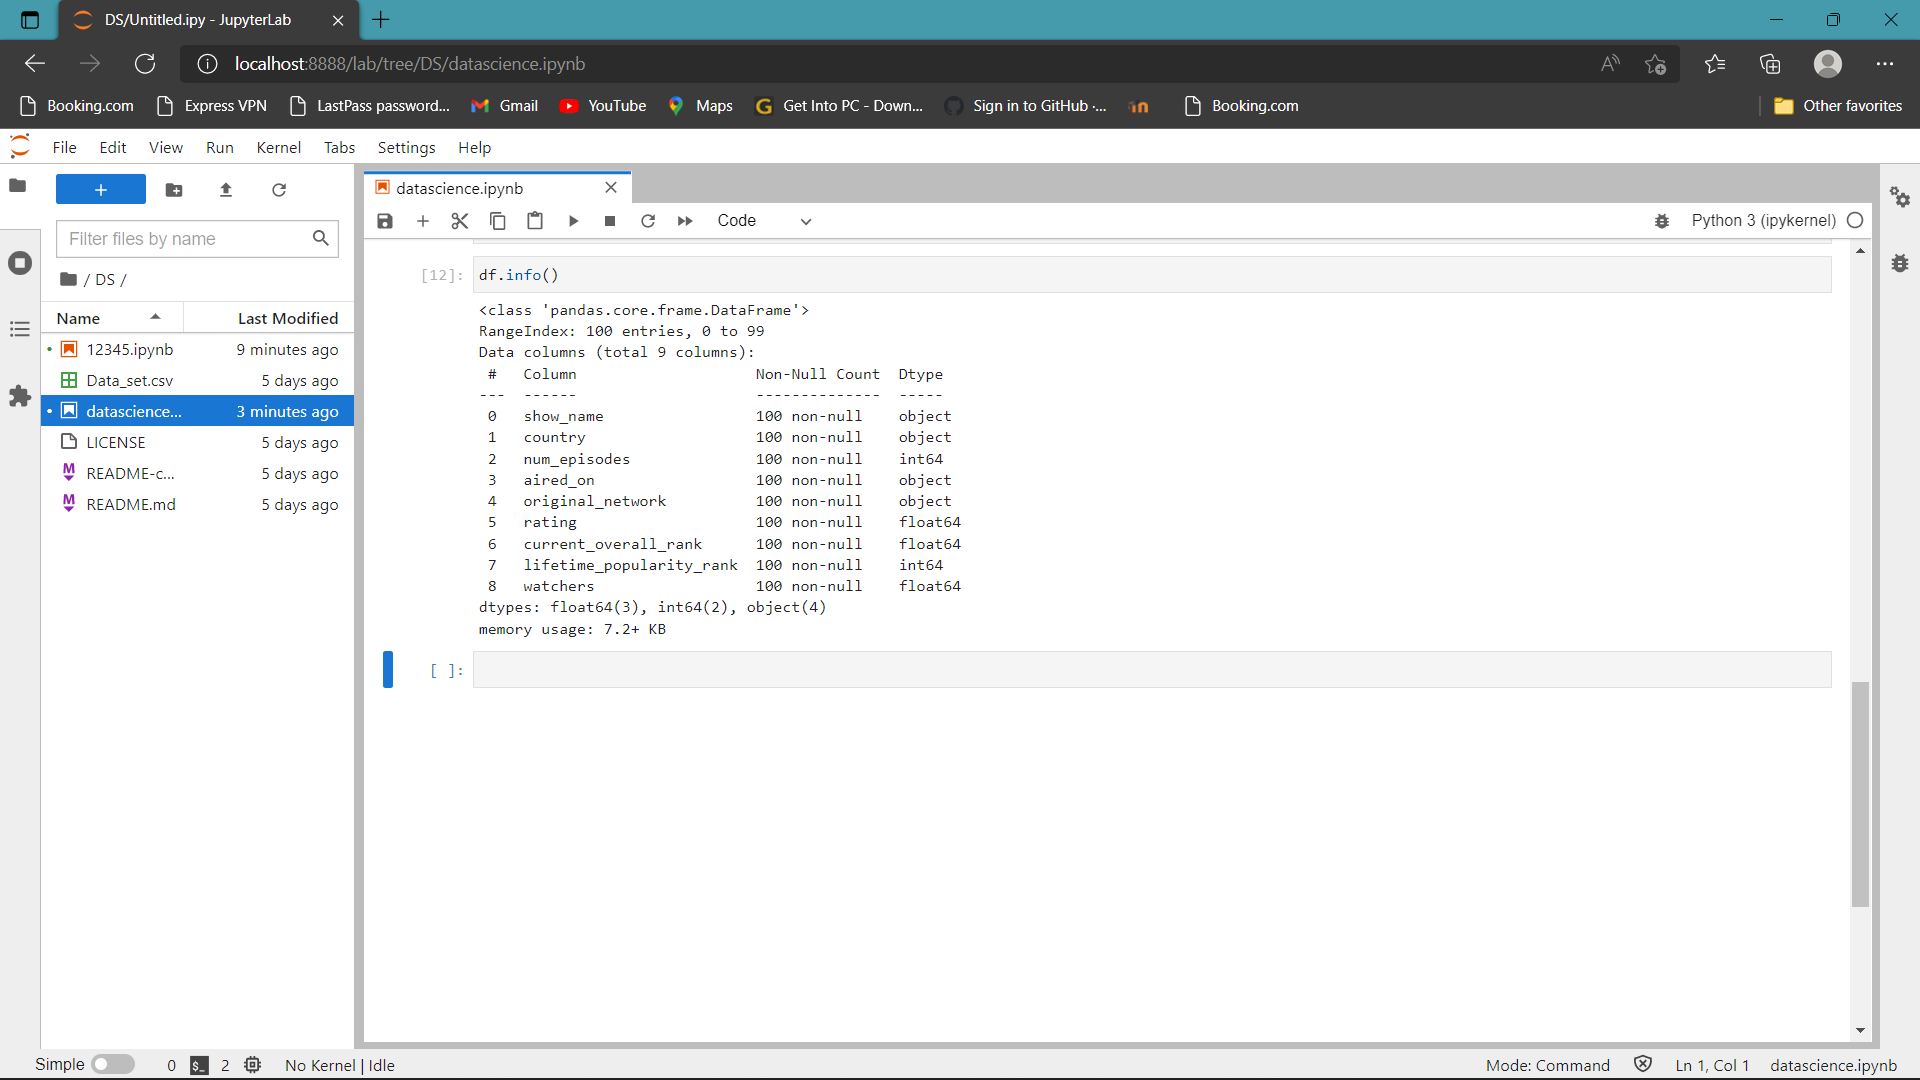 DS/Untitled.ipy - JupyterLab
localhost:8888/lab/tree/DS/datascience.ipynb
Booking.com Express VPN LastPass password... Gmail YouTube Maps Get Into PC - Down... Sign in to GitHub ·... Booking.com Other favorites
File Edit View Run Kernel Tabs Settings Help
datascience.ipynb
Code Python 3 (ipykernel)
Filter files by name
/ DS /
Name Last Modified
12345.ipynb 9 minutes ago
Data_set.csv 5 days ago
datascience... 3 minutes ago
LICENSE 5 days ago
README-c... 5 days ago
README.md 5 days ago
[12]: df.info()
<class 'pandas.core.frame.DataFrame'>
RangeIndex: 100 entries, 0 to 99
Data columns (total 9 columns):
# Column Non-Null Count Dtype
--- ------ -------------- -----
0 show_name 100 non-null object
1 country 100 non-null object
2 num_episodes 100 non-null int64
3 aired_on 100 non-null object
4 original_network 100 non-null object
5 rating 100 non-null float64
6 current_overall_rank 100 non-null float64
7 lifetime_popularity_rank 100 non-null int64
8 watchers 100 non-null float64
dtypes: float64(3), int64(2), object(4)
memory usage: 7.2+ KB
[ ]:
Simple 0 $_ 2 No Kernel | Idle Mode: Command Ln 1, Col 1 datascience.ipynb